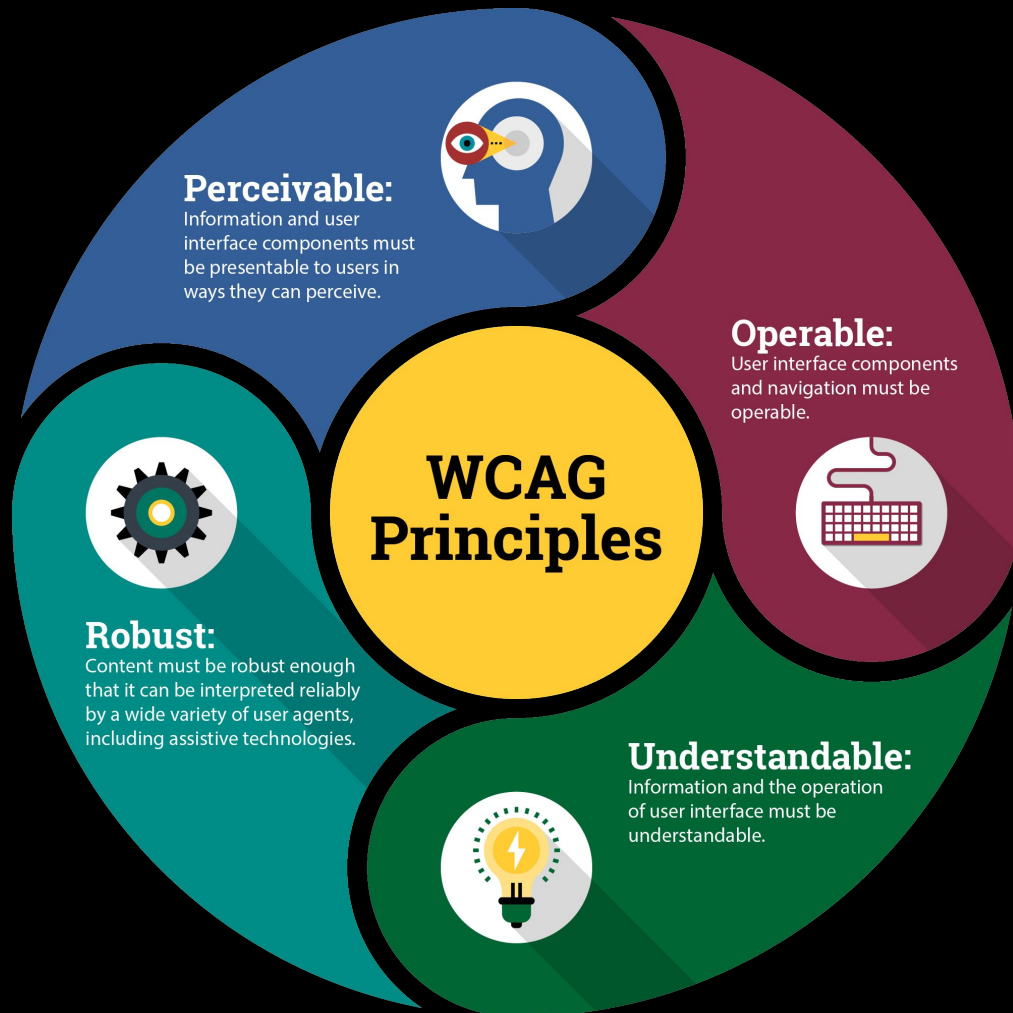 Perceivable:
Information and user
interface components must
be presentable to users in
ways they can perceive.
Operable:
User interface components
and navigation must be
operable.
WCAG
Principles
Understandable:
Information and the operation
of user interface must be
understandable.
Robust:
Content must be robust enough
that it can be interpreted reliably
by a wide variety of user agents,
including assistive technologies.